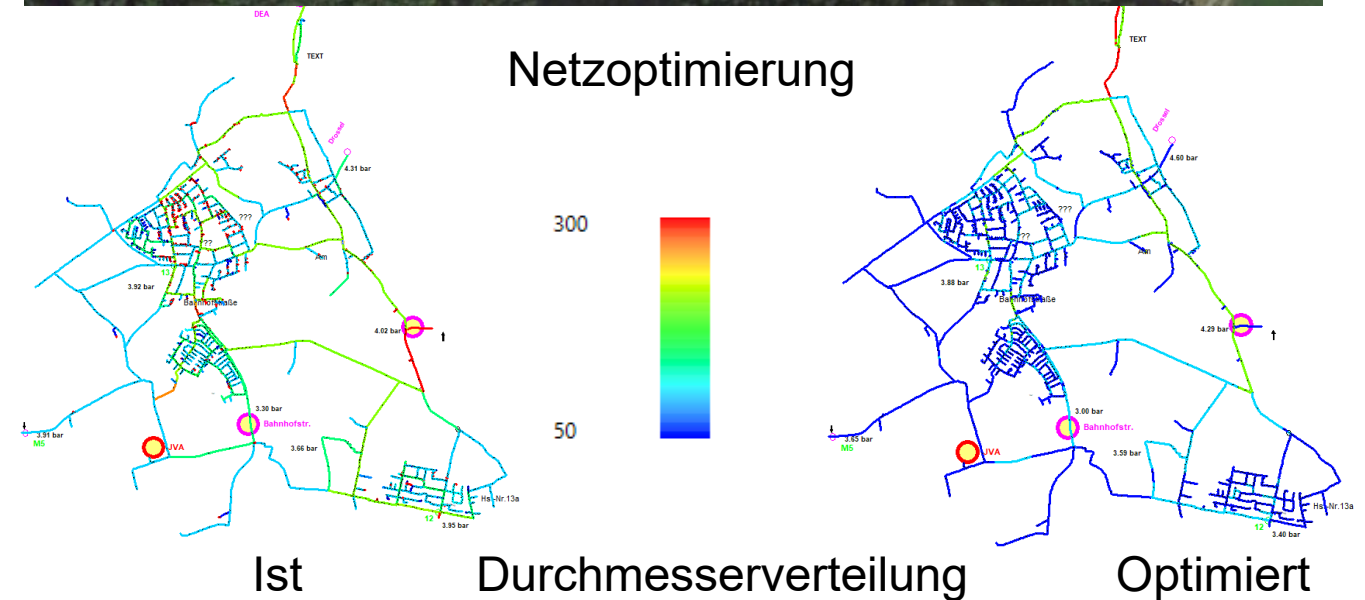 DEA
TEXT
TEXT
Netzoptimierung
Drossel
Drossel
4.31 bar
4.60 bar
???
???
??
???
300
Am
Am
13
13
3.92 bar
3.88 bar
Bahnhofstraße
Bahnhofstraße
4.02 bar
4.29 bar
3.30 bar
3.00 bar
Bahnhofstr.
Bahnhofstr.
50
3.91 bar
3.65 bar
M5
M5
JVA
JVA
3.66 bar
3.59 bar
Hs.-Nr.13a
Hs.-Nr.13a
12
12
3.95 bar
3.40 bar
Ist
Durchmesserverteilung
Optimiert